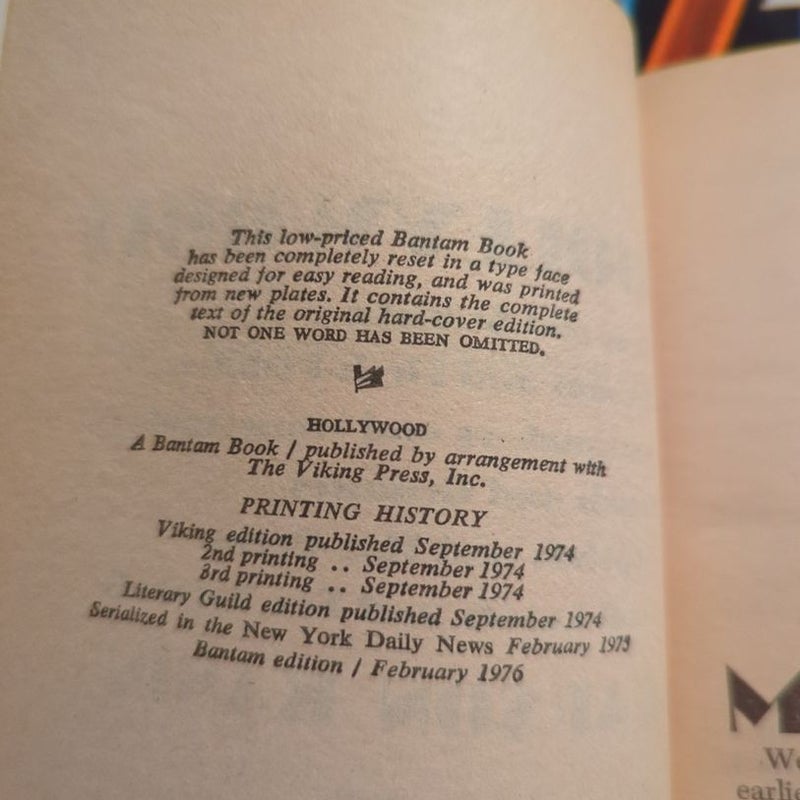 This low-priced Bantam Book
has been completely reset in a type face
designed for easy reading, and was printed
from new plates. It contains the complete
text of the original hard-cover edition.
NOT ONE WORD HAS BEEN OMITTED.
HOLLYWOOD
A Bantam Book / published by arrangement with
The Viking Press, Inc.
PRINTING HISTORY
Viking edition published September 1974
2nd printing .. September 1974
3rd printing .. September 1974
Literary Guild edition published September 1974
Serialized in the New York Daily News February
Bantam edition / February 1976
M
We
earlie